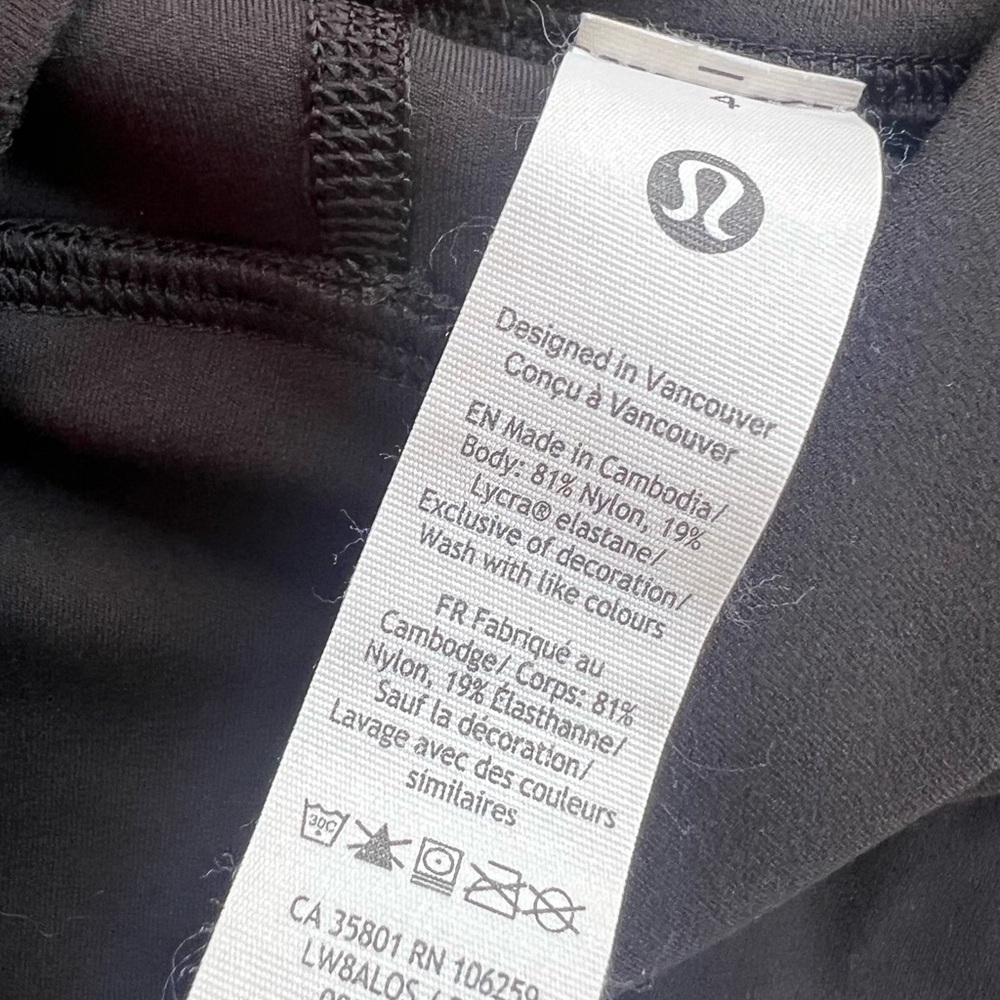 4
Designed in Vancouver
Conçu à Vancouver
EN Made in Cambodia/
Body: 81% Nylon, 19%
Lycra® elastane/
Exclusive of decoration/
Wash with like colours
FR Fabriqué au
Cambodge/ Corps: 81%
Nylon, 19% Élasthanne/
Sauf la décoration/
Lavage avec des couleurs
similaires
30C
CA 35801 RN 106259
LW8ALOS /